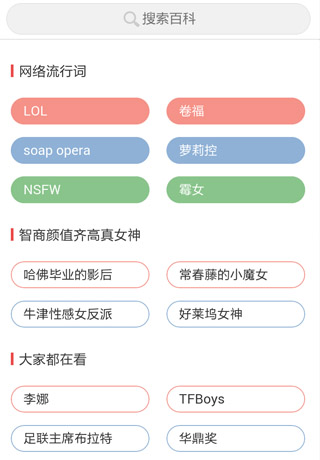 搜索百科
网络流行词
LOL
卷福
soap opera
萝莉控
NSFW
霉女
智商颜值齐高真女神
哈佛毕业的影后
常春藤的小魔女
牛津性感女反派
好莱坞女神
大家都在看
李娜
TFBoys
足联主席布拉特
华鼎奖